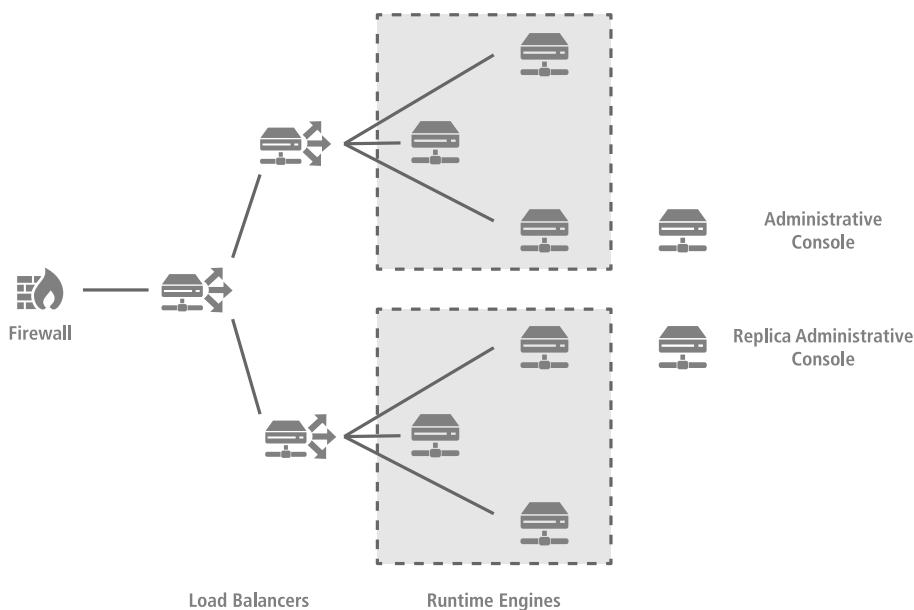 Administrative
Console
Firewall
Replica Administrative
Console
Load Balancers
Runtime Engines